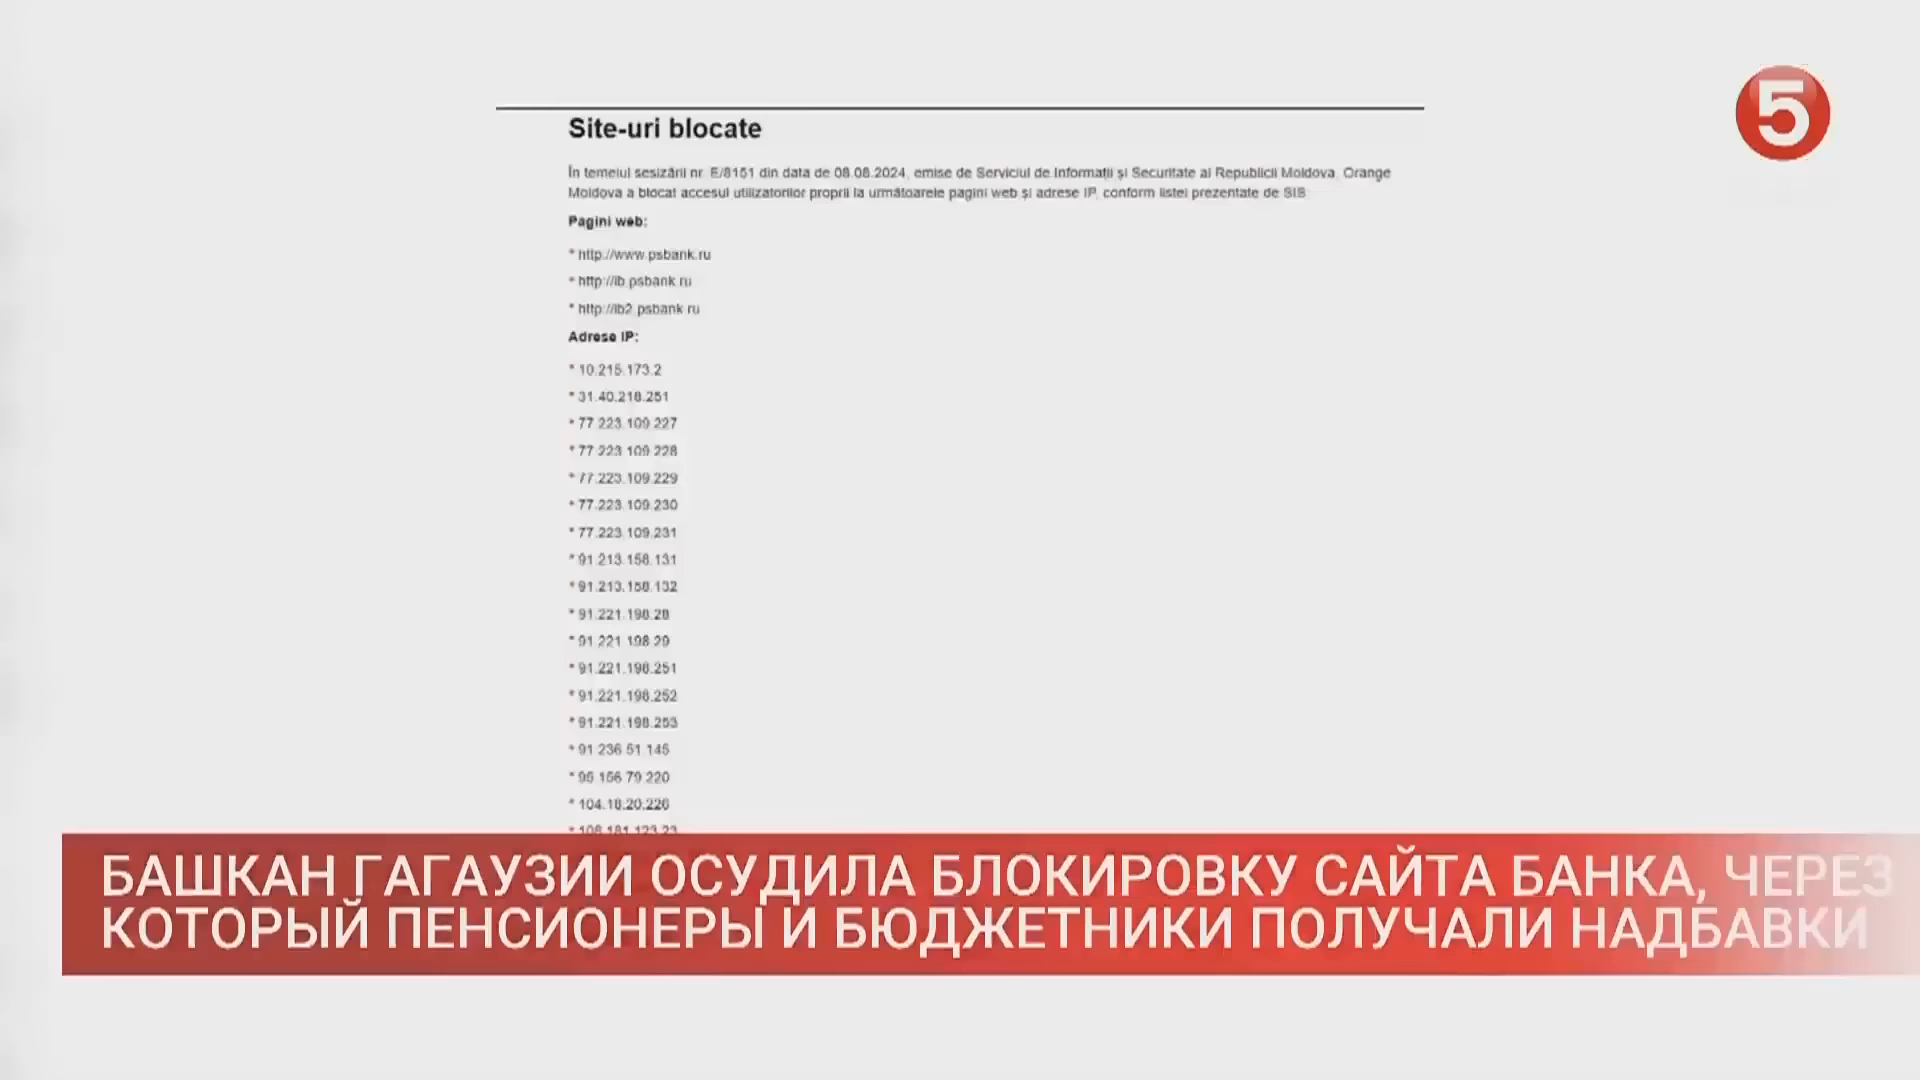 5
Site-uri blocate
În temeiul sesizării nr. E/8151 din data de 08.08.2024, emise de Serviciul de Informații și Securitate al Republicii Moldova, Orange
Moldova a blocat accesul utilizatorilor proprii la următoarele pagini web și adrese IP, conform listei prezentate de SIS:
Pagini web:
* http://www.psbank.ru
* http://ib.psbank.ru
* http://ib2.psbank.ru
Adrese IP:
* 10.215.173.2
* 31.40.218.251
* 77.223.109.227
* 77.223.109.228
* 77.223.109.229
* 77.223.109.230
* 77.223.109.231
* 91.213.158.131
* 91.213.158.132
* 91.221.198.28
* 91.221.198.29
* 91.221.198.251
* 91.221.198.252
* 91.221.198.253
* 91.236.51.145
* 95.156.79.220
* 104.18.20.226
БАШКАН ГАГАУЗИИ ОСУДИЛА БЛОКИРОВКУ САЙТА БАНКА, ЧЕРЕЗ
КОТОРЫЙ ПЕНСИОНЕРЫ И БЮДЖЕТНИКИ ПОЛУЧАЛИ НАДБАВКИ